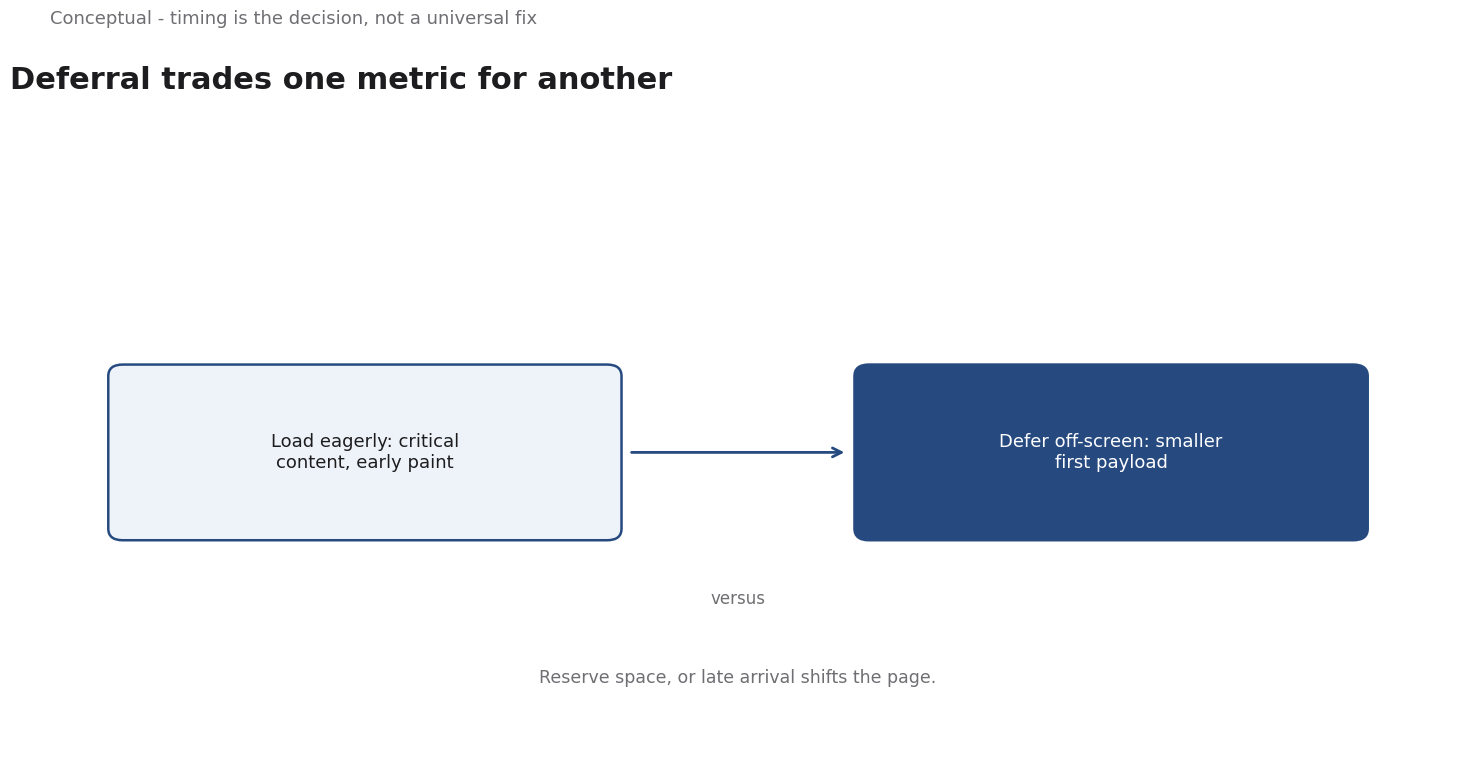 Conceptual - timing is the decision, not a universal fix
Deferral trades one metric for another
Load eagerly: critical
content, early paint
Defer off-screen: smaller
first payload
versus
Reserve space, or late arrival shifts the page.